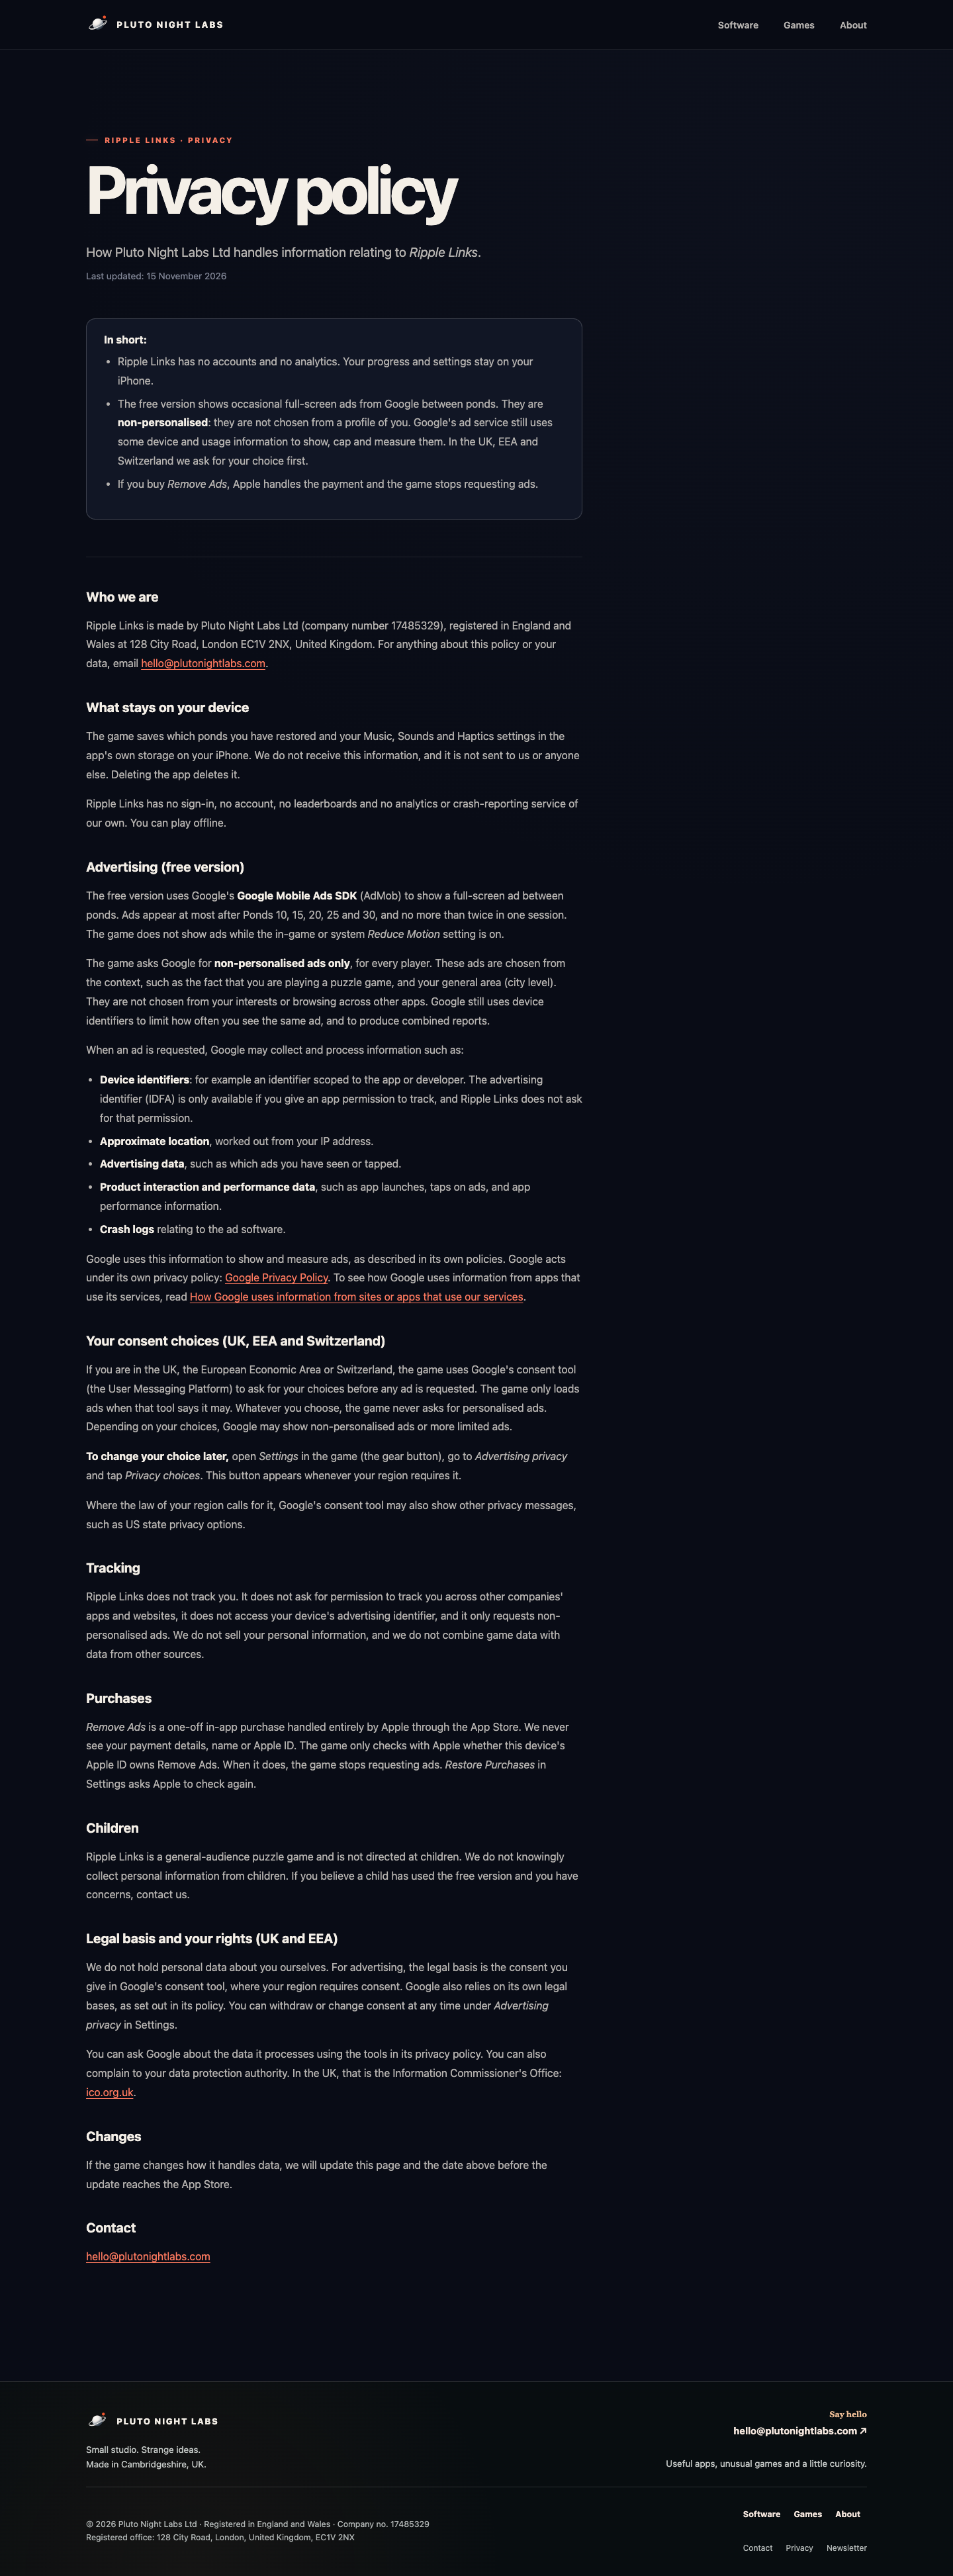 PLUTO NIGHT LABS
Software Games About
RIPPLE LINKS · PRIVACY
Privacy policy
How Pluto Night Labs Ltd handles information relating to Ripple Links.
Last updated: 15 November 2026
In short:
• Ripple Links has no accounts and no analytics. Your progress and settings stay on your
iPhone.
• The free version shows occasional full-screen ads from Google between ponds. They are
non-personalised: they are not chosen from a profile of you. Google's ad service still uses
some device and usage information to show, cap and measure them. In the UK, EEA and
Switzerland we ask for your choice first.
• If you buy Remove Ads, Apple handles the payment and the game stops requesting ads.
Who we are
Ripple Links is made by Pluto Night Labs Ltd (company number 17485329), registered in England and
Wales at 128 City Road, London EC1V 2NX, United Kingdom. For anything about this policy or your
data, email hello@plutonightlabs.com.
What stays on your device
The game saves which ponds you have restored and your Music, Sounds and Haptics settings in the
app's own storage on your iPhone. We do not receive this information, and it is not sent to us or anyone
else. Deleting the app deletes it.
Ripple Links has no sign-in, no account, no leaderboards and no analytics or crash-reporting service of
our own. You can play offline.
Advertising (free version)
The free version uses Google's Google Mobile Ads SDK (AdMob) to show a full-screen ad between
ponds. Ads appear at most after Ponds 10, 15, 20, 25 and 30, and no more than twice in one session.
The game does not show ads while the in-game or system Reduce Motion setting is on.
The game asks Google for non-personalised ads only, for every player. These ads are chosen from
the context, such as the fact that you are playing a puzzle game, and your general area (city level).
They are not chosen from your interests or browsing across other apps. Google still uses device
identifiers to limit how often you see the same ad, and to produce combined reports.
When an ad is requested, Google may collect and process information such as:
• Device identifiers: for example an identifier scoped to the app or developer. The advertising
identifier (IDFA) is only available if you give an app permission to track, and Ripple Links does not ask
for that permission.
• Approximate location, worked out from your IP address.
• Advertising data, such as which ads you have seen or tapped.
• Product interaction and performance data, such as app launches, taps on ads, and app
performance information.
• Crash logs relating to the ad software.
Google uses this information to show and measure ads, as described in its own policies. Google acts
under its own privacy policy: Google Privacy Policy. To see how Google uses information from apps that
use its services, read How Google uses information from sites or apps that use our services.
Your consent choices (UK, EEA and Switzerland)
If you are in the UK, the European Economic Area or Switzerland, the game uses Google's consent tool
(the User Messaging Platform) to ask for your choices before any ad is requested. The game only loads
ads when that tool says it may. Whatever you choose, the game never asks for personalised ads.
Depending on your choices, Google may show non-personalised ads or more limited ads.
To change your choice later, open Settings in the game (the gear button), go to Advertising privacy
and tap Privacy choices. This button appears whenever your region requires it.
Where the law of your region calls for it, Google's consent tool may also show other privacy messages,
such as US state privacy options.
Tracking
Ripple Links does not track you. It does not ask for permission to track you across other companies'
apps and websites, it does not access your device's advertising identifier, and it only requests non-
personalised ads. We do not sell your personal information, and we do not combine game data with
data from other sources.
Purchases
Remove Ads is a one-off in-app purchase handled entirely by Apple through the App Store. We never
see your payment details, name or Apple ID. The game only checks with Apple whether this device's
Apple ID owns Remove Ads. When it does, the game stops requesting ads. Restore Purchases in
Settings asks Apple to check again.
Children
Ripple Links is a general-audience puzzle game and is not directed at children. We do not knowingly
collect personal information from children. If you believe a child has used the free version and you have
concerns, contact us.
Legal basis and your rights (UK and EEA)
We do not hold personal data about you ourselves. For advertising, the legal basis is the consent you
give in Google's consent tool, where your region requires consent. Google also relies on its own legal
bases, as set out in its policy. You can withdraw or change consent at any time under Advertising
privacy in Settings.
You can ask Google about the data it processes using the tools in its privacy policy. You can also
complain to your data protection authority. In the UK, that is the Information Commissioner's Office:
ico.org.uk.
Changes
If the game changes how it handles data, we will update this page and the date above before the
update reaches the App Store.
Contact
hello@plutonightlabs.com
PLUTO NIGHT LABS
Small studio. Strange ideas.
Made in Cambridgeshire, UK.
Say hello
hello@plutonightlabs.com ↗
Useful apps, unusual games and a little curiosity.
© 2026 Pluto Night Labs Ltd · Registered in England and Wales · Company no. 17485329
Registered office: 128 City Road, London, United Kingdom, EC1V 2NX
Software Games About
Contact Privacy Newsletter